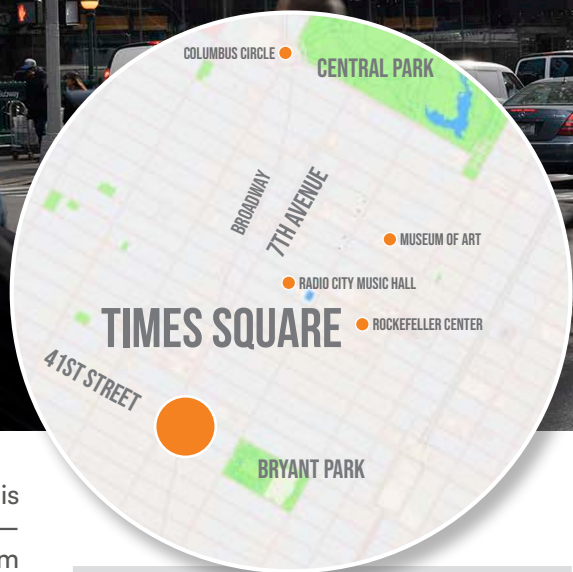 COLUMBUS CIRCLE
CENTRAL PARK
BROADWAY
7TH AVENUE
MUSEUM OF ART
RADIO CITY MUSIC HALL
TIMES SQUARE
ROCKEFELLER CENTER
41ST STREET
BRYANT PARK
is
—
m